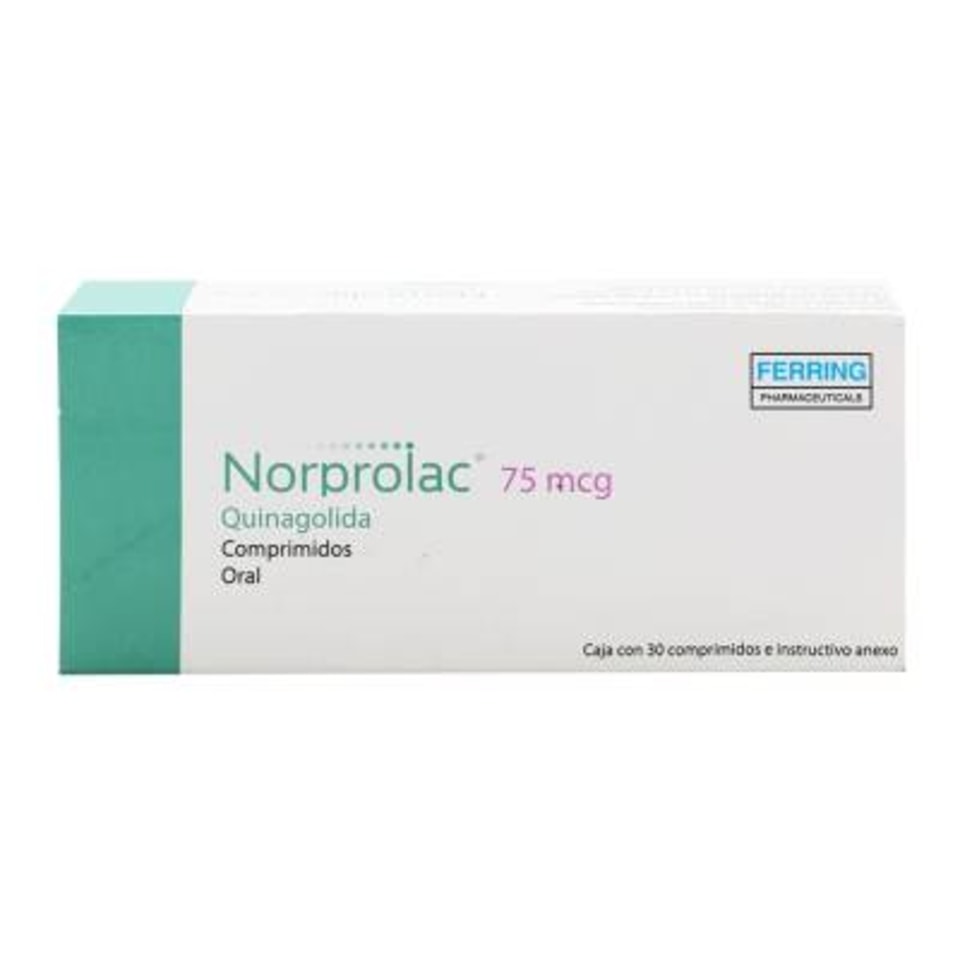 FERRING
PHARMACEUTICALS
Norprolac® 75 mcg
Quinagolida
Comprimidos
Oral
Caja con 30 comprimidos e instructivo anexo